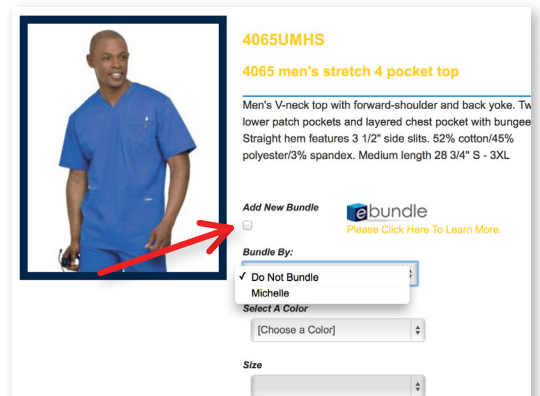 4065UMHS
4065 men's stretch 4 pocket top
Men's V-neck top with forward-shoulder and back yoke.
lower patch pockets and layered chest pocket with bungee
Straight hem features 3 1/2" side slits. 52% cotton/45%
polyester/3% spandex. Medium length 28 3/4" S - 3XL
Add New Bundle
ebundle
Please Click Here To Learn More.
Bundle By:
✓ Do Not Bundle
Michelle
Select A Color
[Choose a Color]
Size